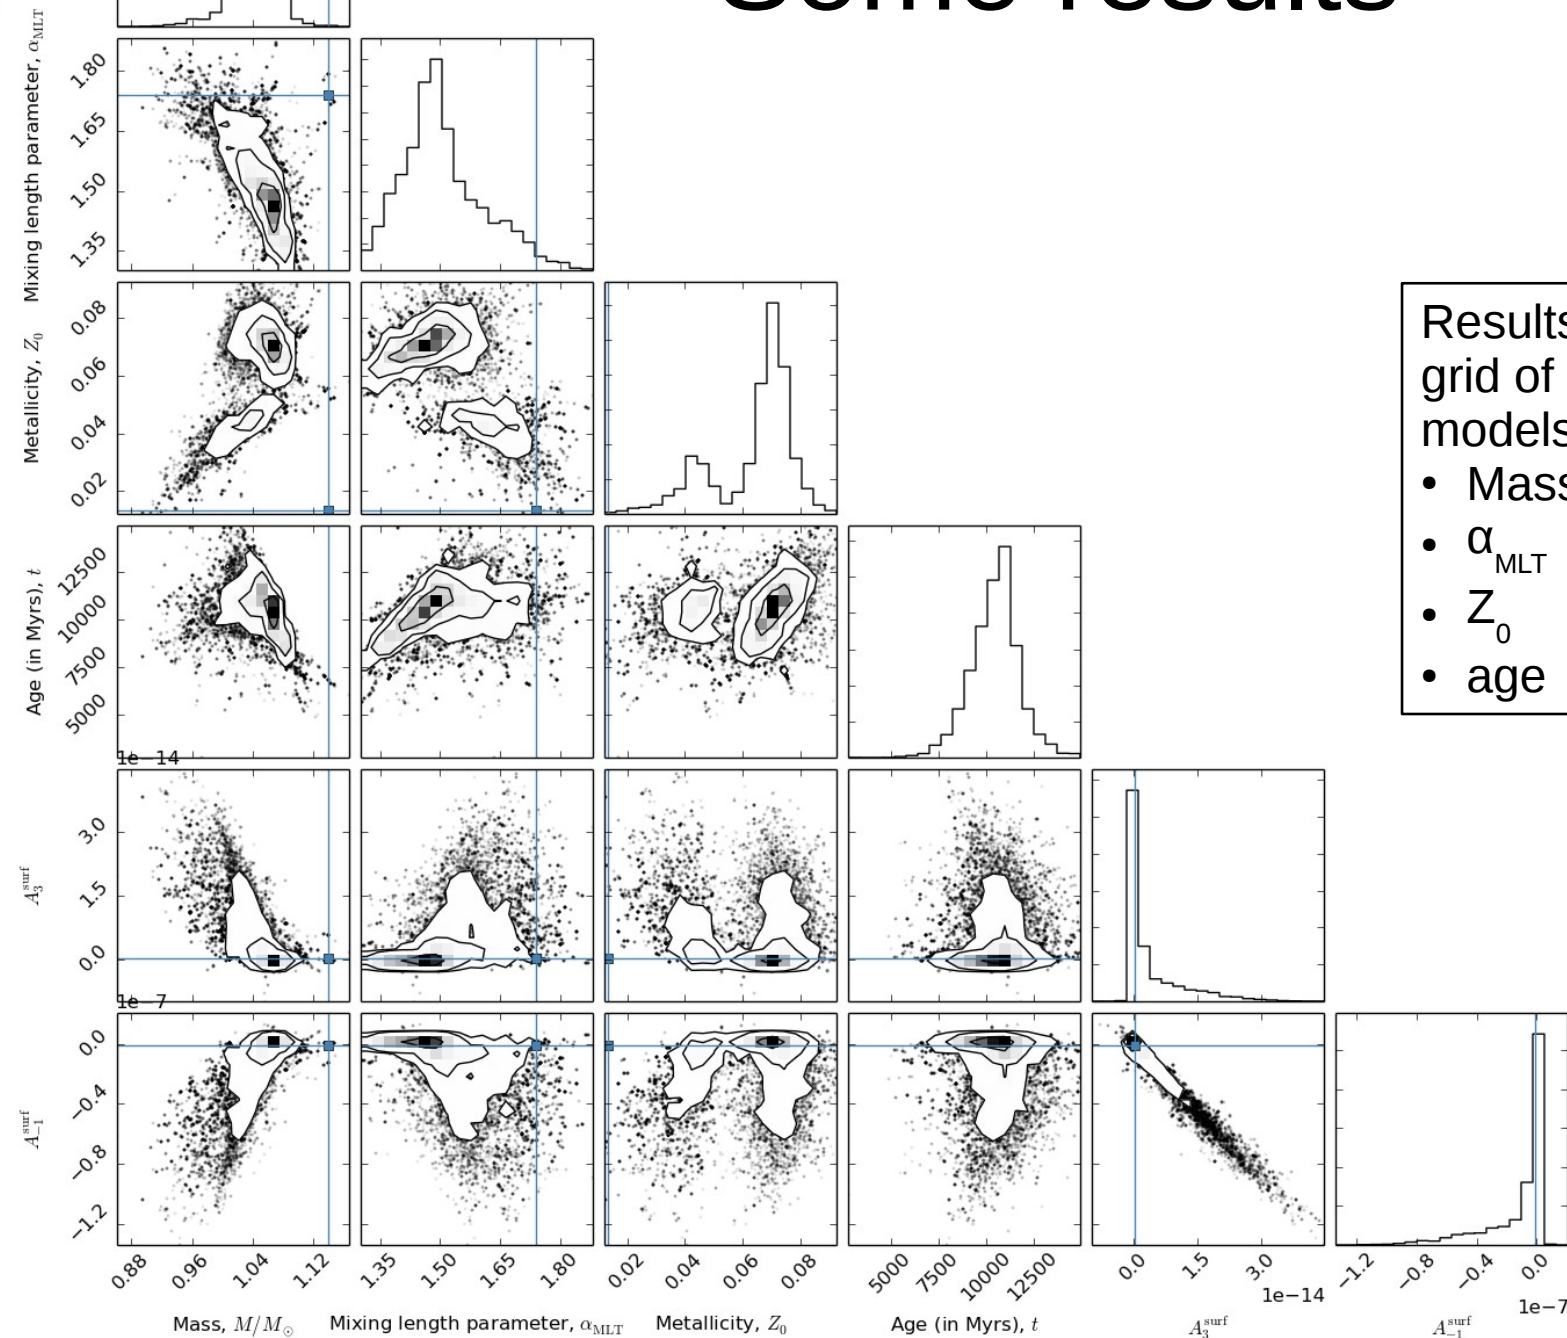 Some results
Mixing length parameter, α_MLT
1.80
1.65
1.50
1.35
Metallicity, Z_0
0.08
0.06
0.04
0.02
Age (in Myrs), t
12500
10000
7500
5000
1e−14
A_3^surf
3.0
1.5
0.0
1e−7
A_{−1}^surf
0.0
−0.4
−0.8
−1.2
0.88 0.96 1.04 1.12 1.35 1.50 1.65 1.80 0.02 0.04 0.06 0.08 5000 7500 10000 12500 0.0 1.5 3.0 −1.2 −0.8 −0.4 0.0
1e−14 1e−7
Mass, M/M_⊙ Mixing length parameter, α_MLT Metallicity, Z_0 Age (in Myrs), t A_3^surf A_{−1}^surf
Results
grid of
models
• Mass
• α_MLT
• Z_0
• age